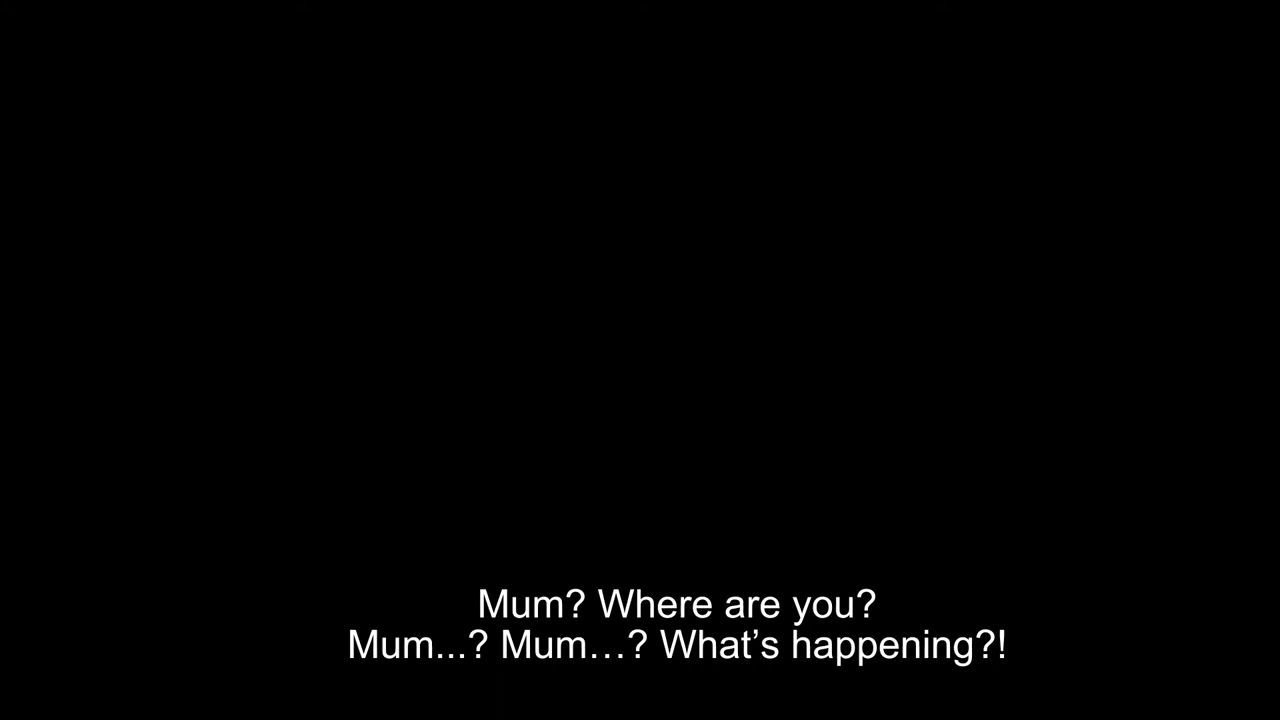 Mum? Where are you?
Mum...? Mum…? What’s happening?!